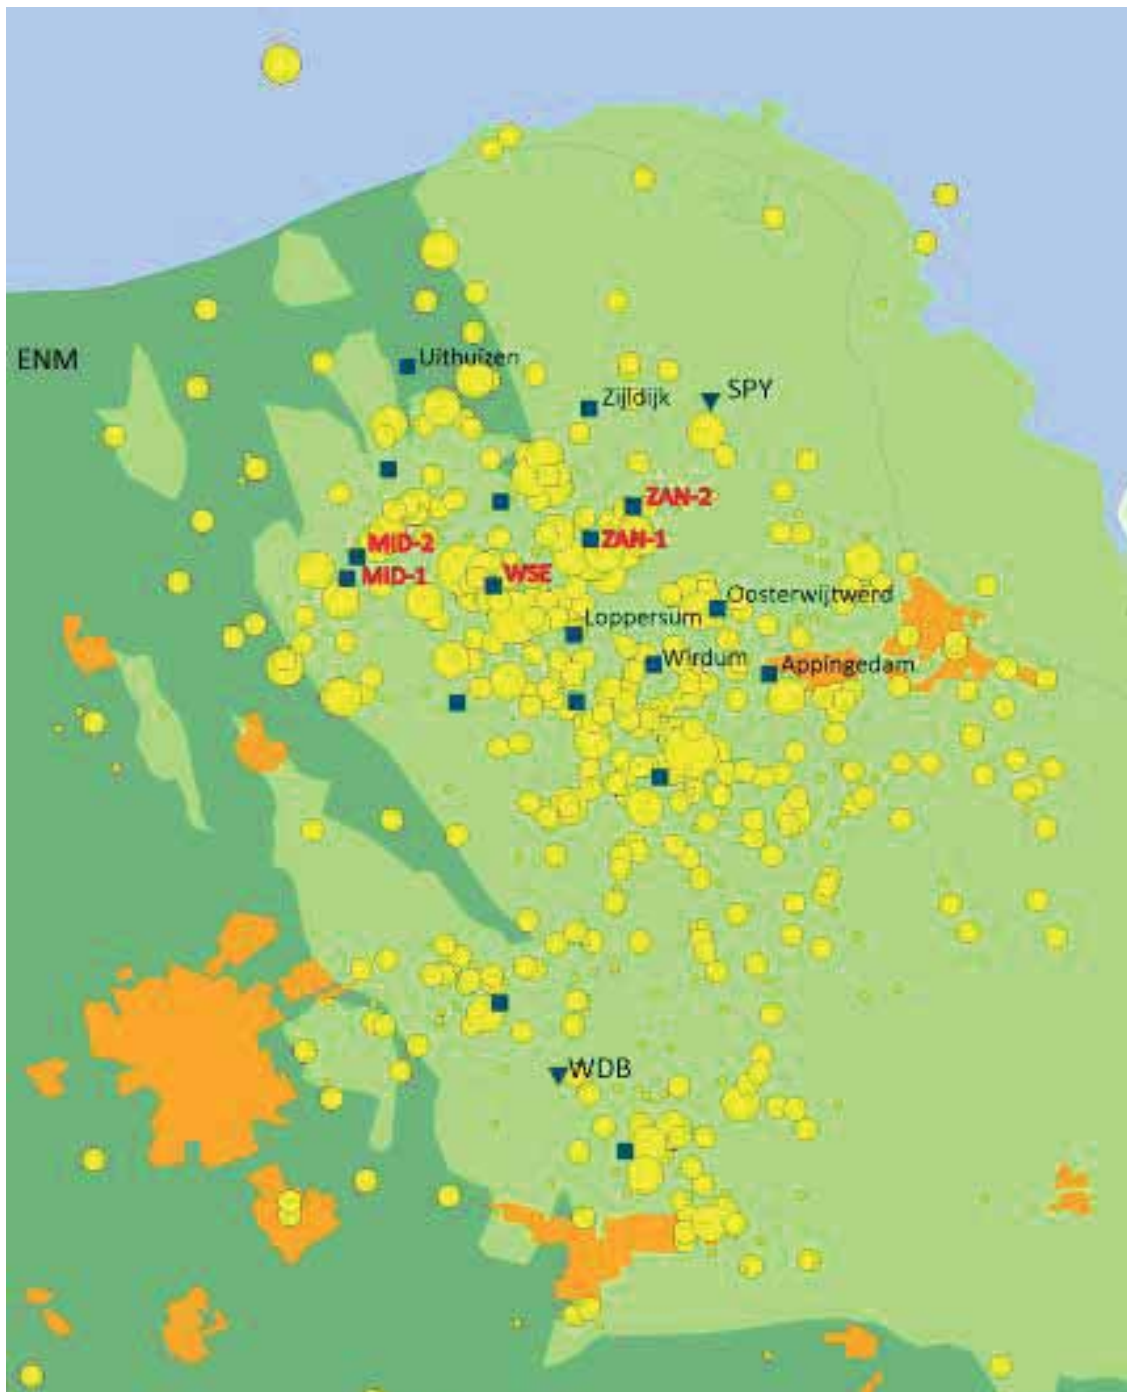 ENM
Uithuizen
Zijldijk
SPY
ZAN-2
ZAN-1
MID-2
MID-1
WSE
Oosterwijtwerd
Loppersum
Wirdum
Appingedam
WDB